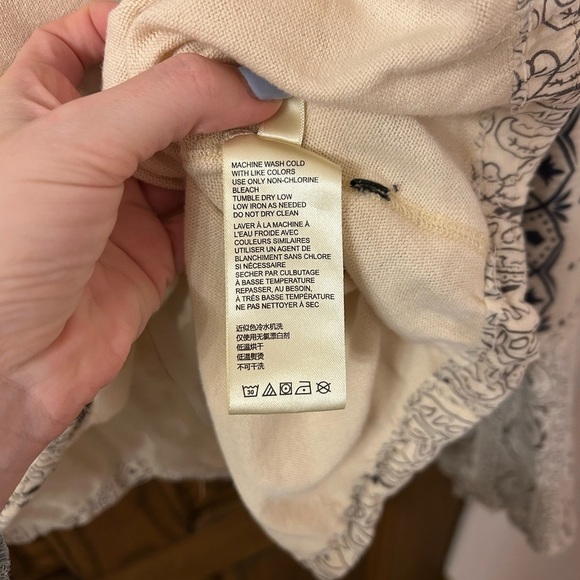 MACHINE WASH COLD
WITH LIKE COLORS
USE ONLY NON-CHLORINE
BLEACH
TUMBLE DRY LOW
LOW IRON AS NEEDED
DO NOT DRY CLEAN
LAVER À LA MACHINE À
L'EAU FROIDE AVEC
COULEURS SIMILAIRES
UTILISER UN AGENT DE
BLANCHIMENT SANS CHLORE
SI NÉCESSAIRE
SECHER PAR CULBUTAGE
À BASSE TEMPERATURE
REPASSER, AU BESOIN,
À TRÈS BASSE TEMPÉRATURE
NE PAS NETTOYER À SEC
近似色冷水机洗
仅使用无氯漂白剂
低温烘干
低温熨烫
不可干洗
30